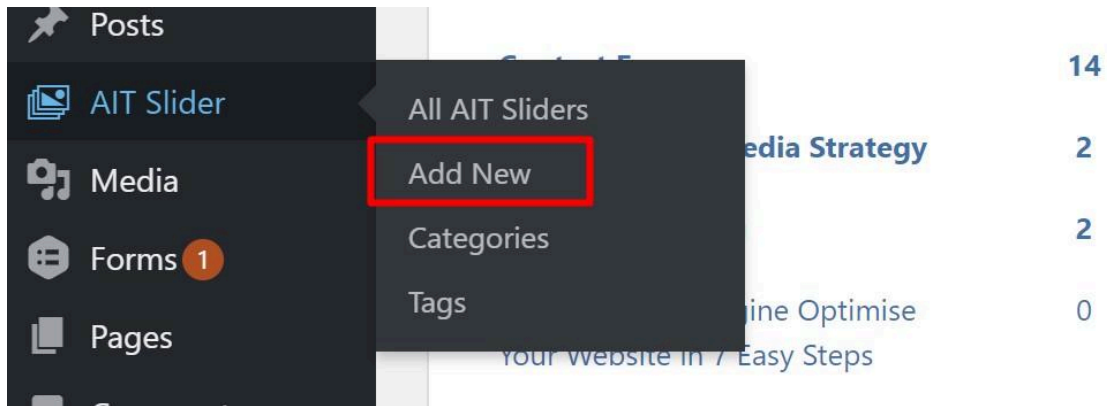 Posts
AIT Slider
Media
Forms 1
Pages
All AIT Sliders
Add New
Categories
Tags
14
edia Strategy 2
2
ine Optimise 0
Your Website in 7 Easy Steps